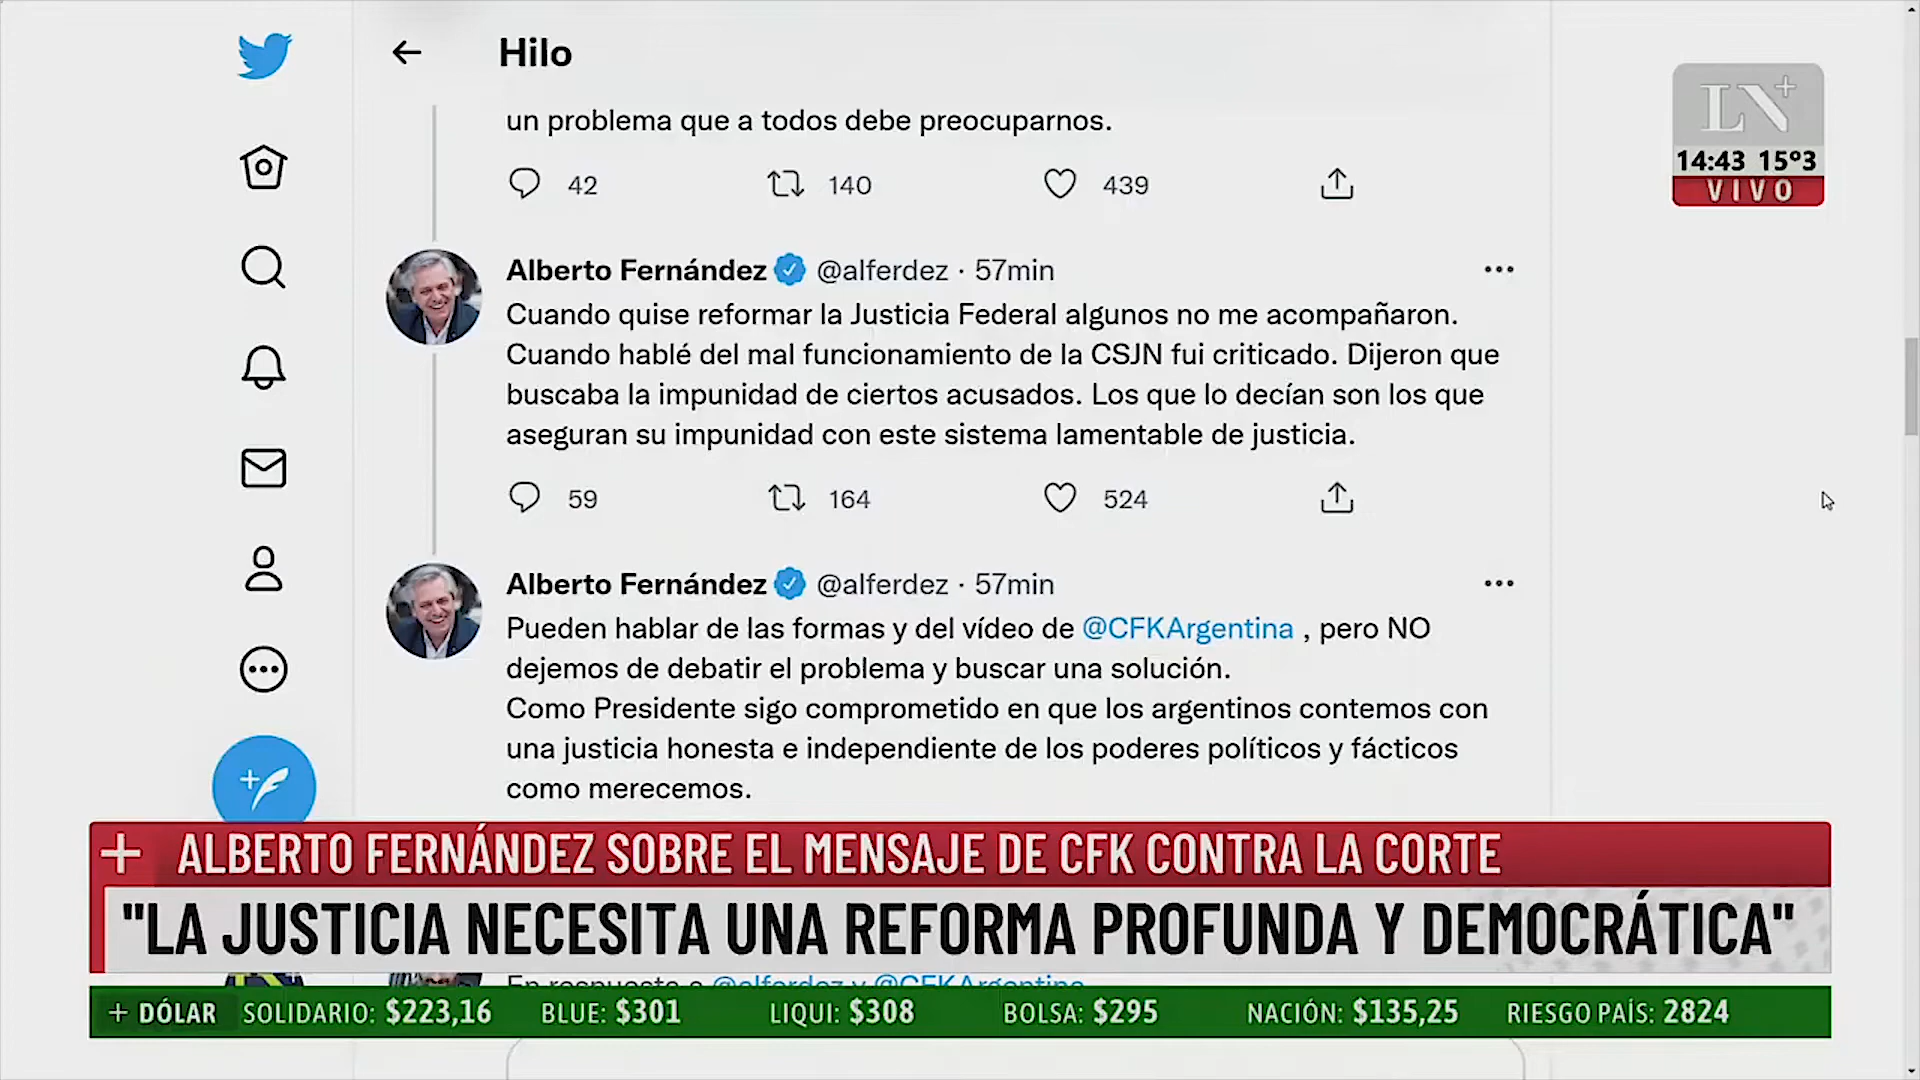 Hilo
un problema que a todos debe preocuparnos.
42 140 439
LN+
14:43 15º3
VIVO
Alberto Fernández @alferdez · 57min
Cuando quise reformar la Justicia Federal algunos no me acompañaron.
Cuando hablé del mal funcionamiento de la CSJN fui criticado. Dijeron que
buscaba la impunidad de ciertos acusados. Los que lo decían son los que
aseguran su impunidad con este sistema lamentable de justicia.
59 164 524
Alberto Fernández @alferdez · 57min
Pueden hablar de las formas y del vídeo de @CFKArgentina , pero NO
dejemos de debatir el problema y buscar una solución.
Como Presidente sigo comprometido en que los argentinos contemos con
una justicia honesta e independiente de los poderes políticos y fácticos
como merecemos.
+ ALBERTO FERNÁNDEZ SOBRE EL MENSAJE DE CFK CONTRA LA CORTE
"LA JUSTICIA NECESITA UNA REFORMA PROFUNDA Y DEMOCRÁTICA"
En respuesta a @alferdez y @CFKArgentina
+ DÓLAR SOLIDARIO: $223,16 BLUE: $301 LIQUI: $308 BOLSA: $295 NACIÓN: $135,25 RIESGO PAÍS: 2824